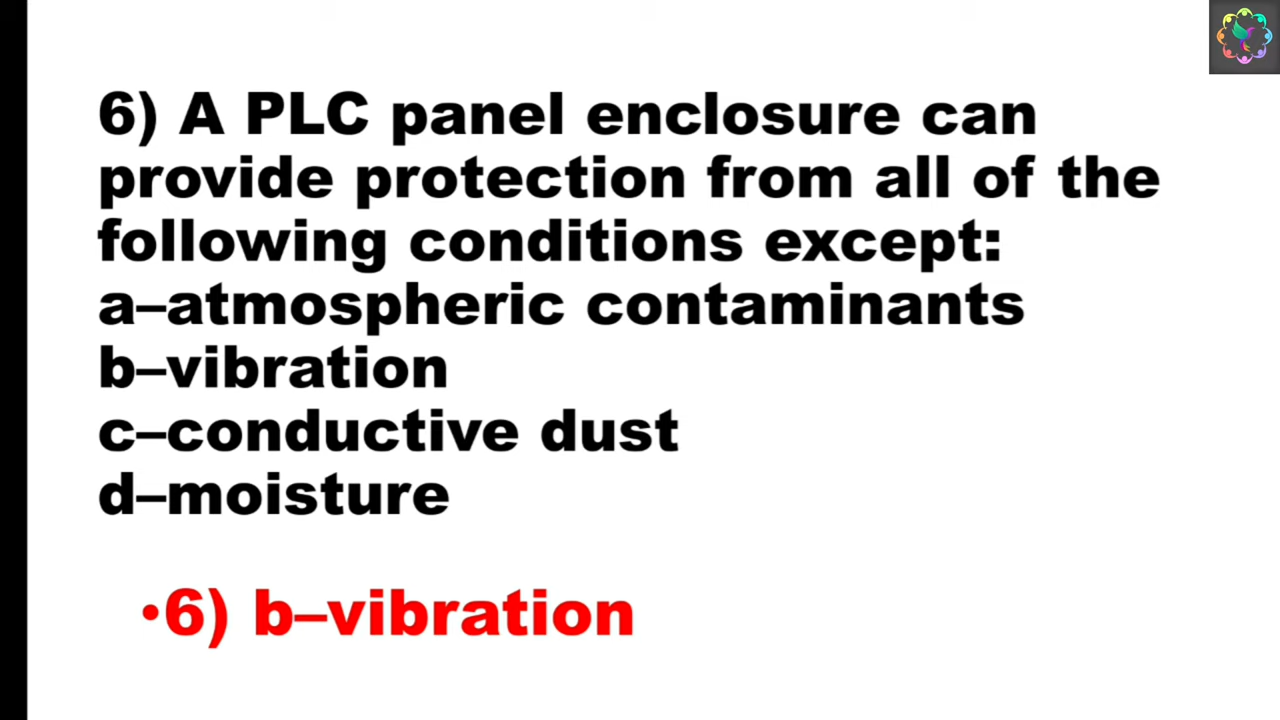 6) A PLC panel enclosure can
provide protection from all of the
following conditions except:
a–atmospheric contaminants
b–vibration
c–conductive dust
d–moisture
•6) b–vibration